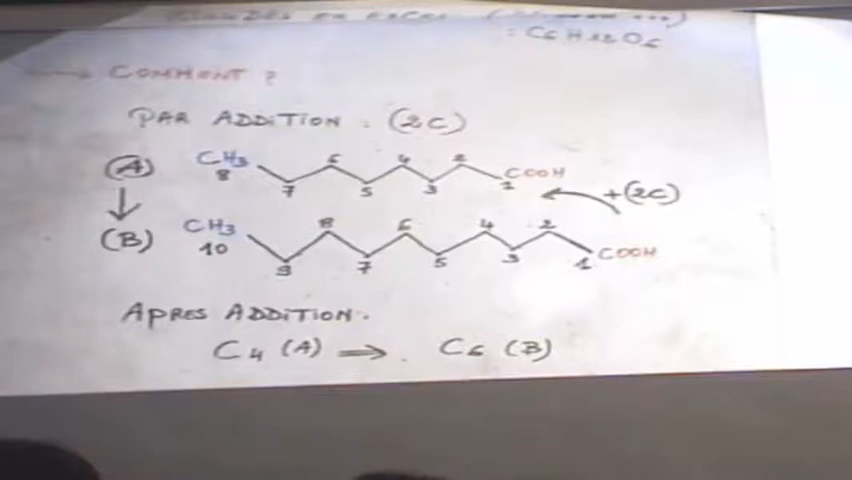 : C6 H12 O6
→ COMMENT ?
PAR ADDITION : (2C)
(A) CH3 8 7 6 5 4 3 2 1 COOH
+(2C)
(B) CH3 10 9 8 7 6 5 4 3 2 1 COOH
APRES ADDITION.
C4 (A) ⇒ C6 (B)